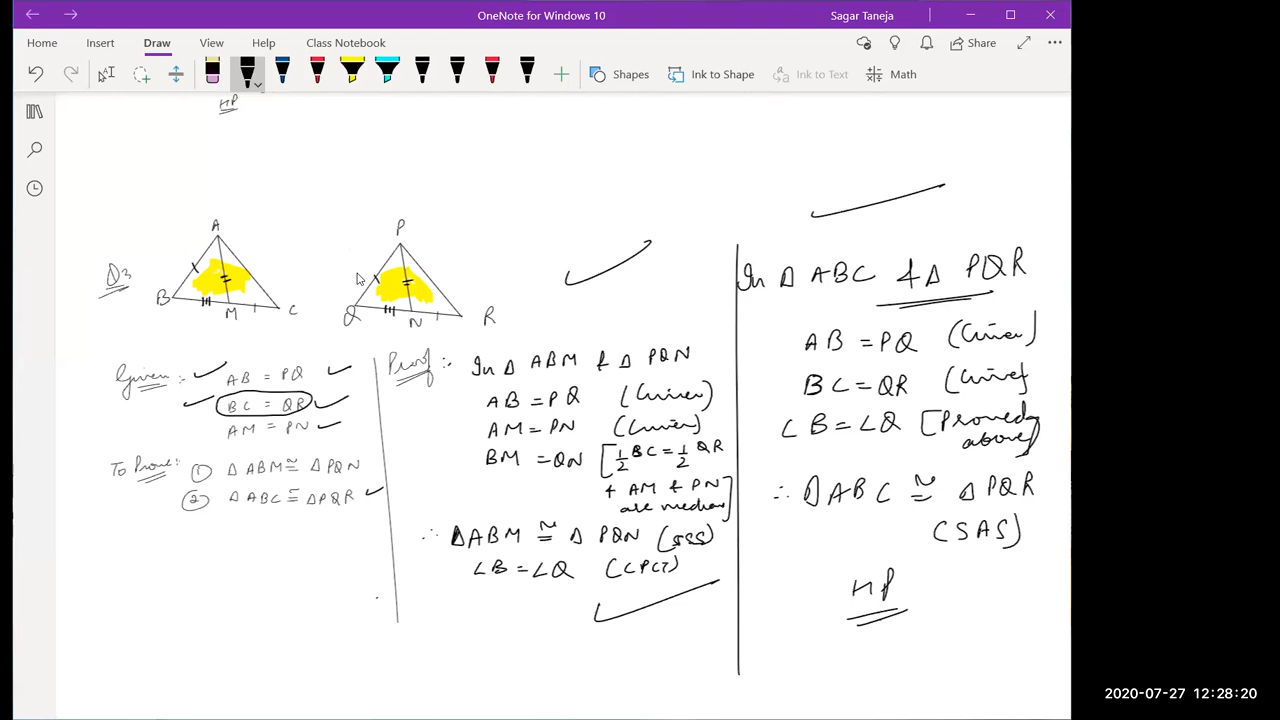 OneNote for Windows 10
Sagar Taneja
Home Insert Draw View Help Class Notebook
Share
Shapes Ink to Shape Ink to Text Math
HP
Q3
A
B
M
C
P
Q
N
R
Given :-
AB = PQ
BC = QR
AM = PN
To Prove:
① △ ABM ≅ △ PQN
② △ ABC ≅ △ PQR
Proof :- In △ ABM & △ PQN
AB = PQ (Given)
AM = PN (Given)
BM = QN [½ BC = ½ QR
& AM & PN
are median]
∴ △ ABM ≅ △ PQN (SSS)
∠B = ∠Q (CPCT)
In △ ABC & △ PQR
AB = PQ (Given)
BC = QR (Given)
∠B = ∠Q [Proved
above]
∴ △ ABC ≅ △ PQR
(SAS)
HP
2020-07-27 12:28:20